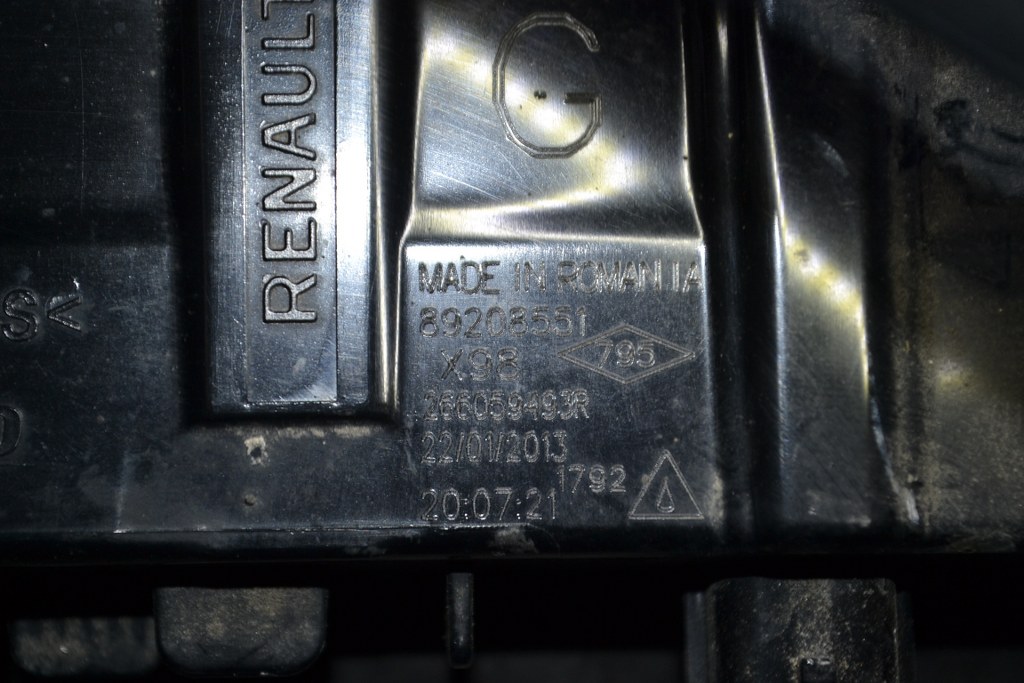 RENAULT
G
MADE IN ROMANIA
89208551
X98
795
266059493R
22/01/2013
1792
20:07:21
S<